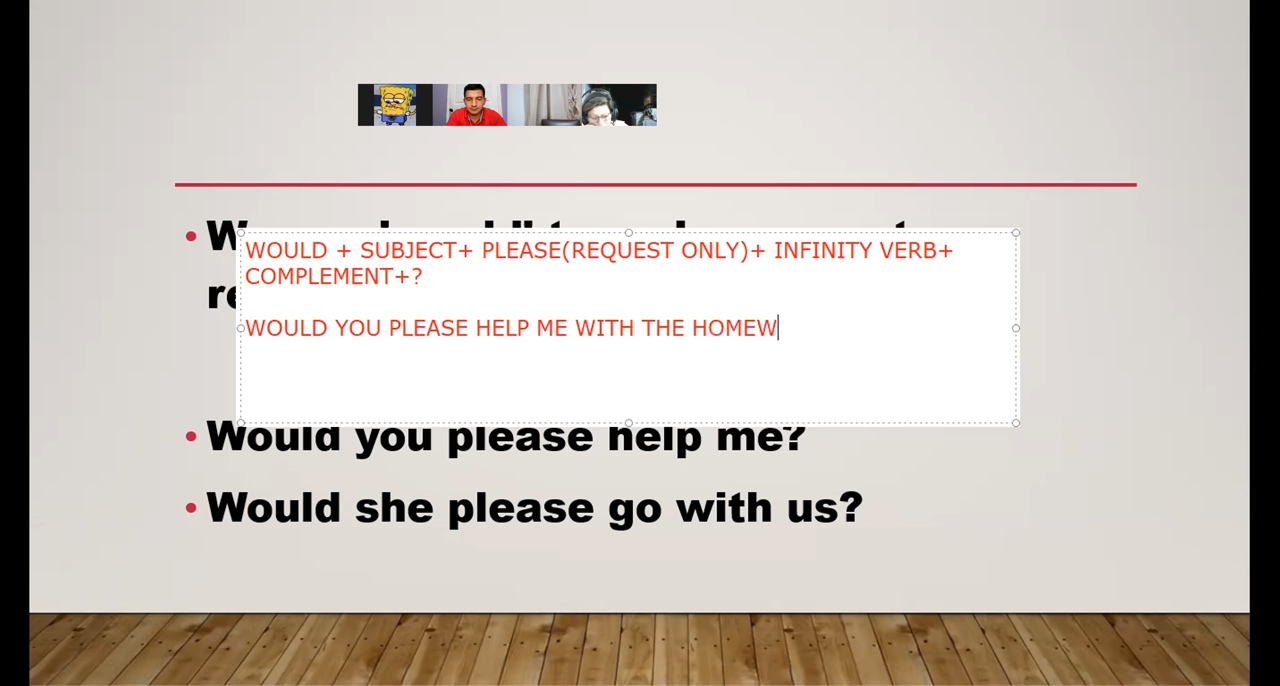 WOULD + SUBJECT+ PLEASE(REQUEST ONLY)+ INFINITY VERB+
COMPLEMENT+?
WOULD YOU PLEASE HELP ME WITH THE HOMEW
• Would you please help me?
• Would she please go with us?